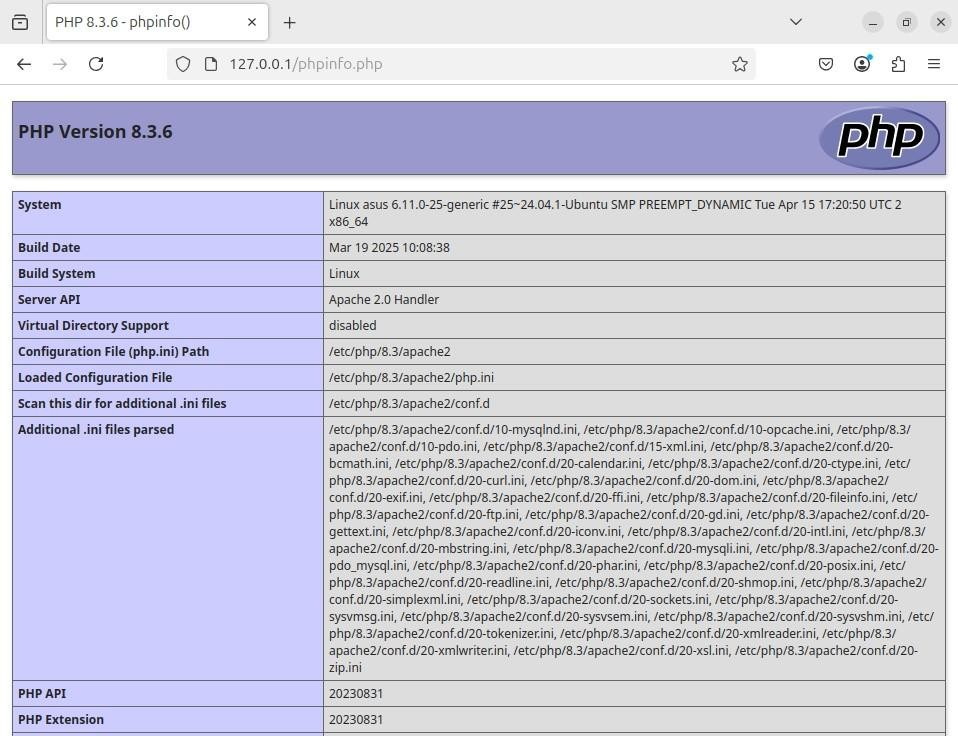 PHP 8.3.6 - phpinfo()
127.0.0.1/phpinfo.php
PHP Version 8.3.6
php
System
Linux asus 6.11.0-25-generic #25~24.04.1-Ubuntu SMP PREEMPT_DYNAMIC Tue Apr 15 17:20:50 UTC 2
x86_64
Build Date
Mar 19 2025 10:08:38
Build System
Linux
Server API
Apache 2.0 Handler
Virtual Directory Support
disabled
Configuration File (php.ini) Path
/etc/php/8.3/apache2
Loaded Configuration File
/etc/php/8.3/apache2/php.ini
Scan this dir for additional .ini files
/etc/php/8.3/apache2/conf.d
Additional .ini files parsed
/etc/php/8.3/apache2/conf.d/10-mysqlnd.ini, /etc/php/8.3/apache2/conf.d/10-opcache.ini, /etc/php/8.3/
apache2/conf.d/10-pdo.ini, /etc/php/8.3/apache2/conf.d/15-xml.ini, /etc/php/8.3/apache2/conf.d/20-
bcmath.ini, /etc/php/8.3/apache2/conf.d/20-calendar.ini, /etc/php/8.3/apache2/conf.d/20-ctype.ini, /etc/
php/8.3/apache2/conf.d/20-curl.ini, /etc/php/8.3/apache2/conf.d/20-dom.ini, /etc/php/8.3/apache2/
conf.d/20-exif.ini, /etc/php/8.3/apache2/conf.d/20-ffi.ini, /etc/php/8.3/apache2/conf.d/20-fileinfo.ini, /etc/
php/8.3/apache2/conf.d/20-ftp.ini, /etc/php/8.3/apache2/conf.d/20-gd.ini, /etc/php/8.3/apache2/conf.d/20-
gettext.ini, /etc/php/8.3/apache2/conf.d/20-iconv.ini, /etc/php/8.3/apache2/conf.d/20-intl.ini, /etc/php/8.3/
apache2/conf.d/20-mbstring.ini, /etc/php/8.3/apache2/conf.d/20-mysqli.ini, /etc/php/8.3/apache2/conf.d/20-
pdo_mysql.ini, /etc/php/8.3/apache2/conf.d/20-phar.ini, /etc/php/8.3/apache2/conf.d/20-posix.ini, /etc/
php/8.3/apache2/conf.d/20-readline.ini, /etc/php/8.3/apache2/conf.d/20-shmop.ini, /etc/php/8.3/apache2/
conf.d/20-simplexml.ini, /etc/php/8.3/apache2/conf.d/20-sockets.ini, /etc/php/8.3/apache2/conf.d/20-
sysvmsg.ini, /etc/php/8.3/apache2/conf.d/20-sysvsem.ini, /etc/php/8.3/apache2/conf.d/20-sysvshm.ini, /etc/
php/8.3/apache2/conf.d/20-tokenizer.ini, /etc/php/8.3/apache2/conf.d/20-xmlreader.ini, /etc/php/8.3/
apache2/conf.d/20-xmlwriter.ini, /etc/php/8.3/apache2/conf.d/20-xsl.ini, /etc/php/8.3/apache2/conf.d/20-
zip.ini
PHP API
20230831
PHP Extension
20230831